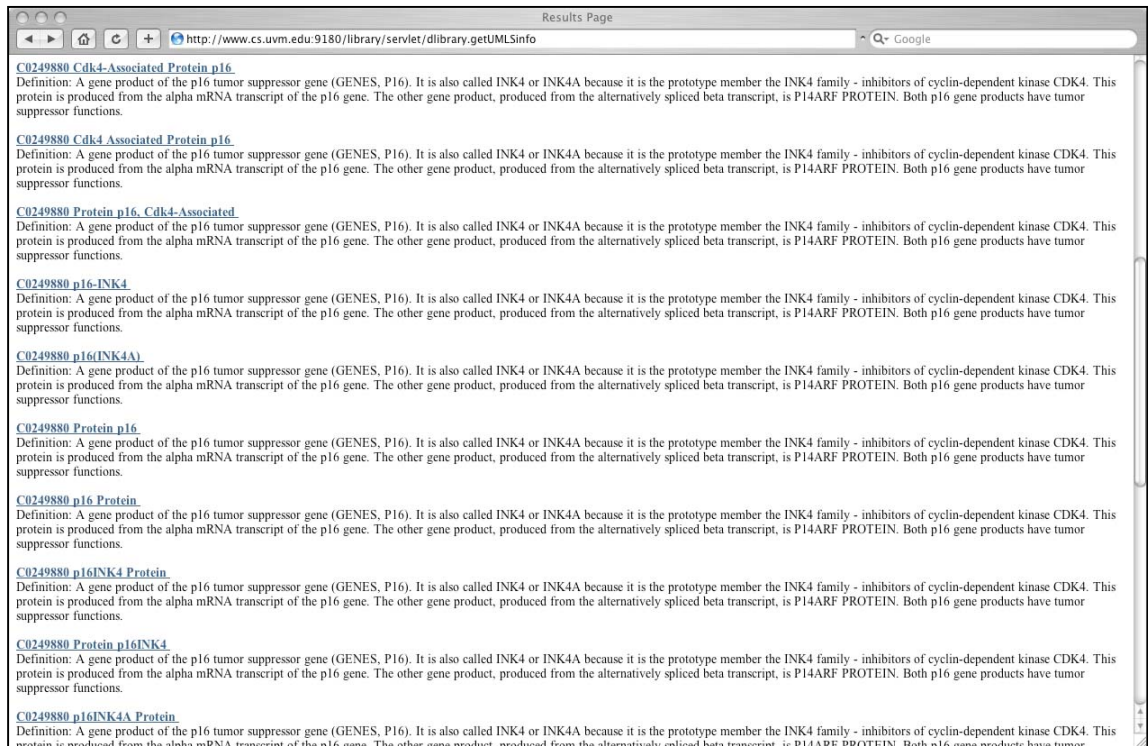 Results Page
http://www.cs.uvm.edu:9180/library/servlet/dlibrary.getUMLSinfo
Google
C0249880 Cdk4-Associated Protein p16
Definition: A gene product of the p16 tumor suppressor gene (GENES, P16). It is also called INK4 or INK4A because it is the prototype member the INK4 family - inhibitors of cyclin-dependent kinase CDK4. This
protein is produced from the alpha mRNA transcript of the p16 gene. The other gene product, produced from the alternatively spliced beta transcript, is P14ARF PROTEIN. Both p16 gene products have tumor
suppressor functions.
C0249880 Cdk4 Associated Protein p16
Definition: A gene product of the p16 tumor suppressor gene (GENES, P16). It is also called INK4 or INK4A because it is the prototype member the INK4 family - inhibitors of cyclin-dependent kinase CDK4. This
protein is produced from the alpha mRNA transcript of the p16 gene. The other gene product, produced from the alternatively spliced beta transcript, is P14ARF PROTEIN. Both p16 gene products have tumor
suppressor functions.
C0249880 Protein p16, Cdk4-Associated
Definition: A gene product of the p16 tumor suppressor gene (GENES, P16). It is also called INK4 or INK4A because it is the prototype member the INK4 family - inhibitors of cyclin-dependent kinase CDK4. This
protein is produced from the alpha mRNA transcript of the p16 gene. The other gene product, produced from the alternatively spliced beta transcript, is P14ARF PROTEIN. Both p16 gene products have tumor
suppressor functions.
C0249880 p16-INK4
Definition: A gene product of the p16 tumor suppressor gene (GENES, P16). It is also called INK4 or INK4A because it is the prototype member the INK4 family - inhibitors of cyclin-dependent kinase CDK4. This
protein is produced from the alpha mRNA transcript of the p16 gene. The other gene product, produced from the alternatively spliced beta transcript, is P14ARF PROTEIN. Both p16 gene products have tumor
suppressor functions.
C0249880 p16(INK4A)
Definition: A gene product of the p16 tumor suppressor gene (GENES, P16). It is also called INK4 or INK4A because it is the prototype member the INK4 family - inhibitors of cyclin-dependent kinase CDK4. This
protein is produced from the alpha mRNA transcript of the p16 gene. The other gene product, produced from the alternatively spliced beta transcript, is P14ARF PROTEIN. Both p16 gene products have tumor
suppressor functions.
C0249880 Protein p16
Definition: A gene product of the p16 tumor suppressor gene (GENES, P16). It is also called INK4 or INK4A because it is the prototype member the INK4 family - inhibitors of cyclin-dependent kinase CDK4. This
protein is produced from the alpha mRNA transcript of the p16 gene. The other gene product, produced from the alternatively spliced beta transcript, is P14ARF PROTEIN. Both p16 gene products have tumor
suppressor functions.
C0249880 p16 Protein
Definition: A gene product of the p16 tumor suppressor gene (GENES, P16). It is also called INK4 or INK4A because it is the prototype member the INK4 family - inhibitors of cyclin-dependent kinase CDK4. This
protein is produced from the alpha mRNA transcript of the p16 gene. The other gene product, produced from the alternatively spliced beta transcript, is P14ARF PROTEIN. Both p16 gene products have tumor
suppressor functions.
C0249880 p16INK4 Protein
Definition: A gene product of the p16 tumor suppressor gene (GENES, P16). It is also called INK4 or INK4A because it is the prototype member the INK4 family - inhibitors of cyclin-dependent kinase CDK4. This
protein is produced from the alpha mRNA transcript of the p16 gene. The other gene product, produced from the alternatively spliced beta transcript, is P14ARF PROTEIN. Both p16 gene products have tumor
suppressor functions.
C0249880 Protein p16INK4
Definition: A gene product of the p16 tumor suppressor gene (GENES, P16). It is also called INK4 or INK4A because it is the prototype member the INK4 family - inhibitors of cyclin-dependent kinase CDK4. This
protein is produced from the alpha mRNA transcript of the p16 gene. The other gene product, produced from the alternatively spliced beta transcript, is P14ARF PROTEIN. Both p16 gene products have tumor
suppressor functions.
C0249880 p16INK4A Protein
Definition: A gene product of the p16 tumor suppressor gene (GENES, P16). It is also called INK4 or INK4A because it is the prototype member the INK4 family - inhibitors of cyclin-dependent kinase CDK4. This
protein is produced from the alpha mRNA transcript of the p16 gene. The other gene product, produced from the alternatively spliced beta transcript, is P14ARF PROTEIN. Both p16 gene products have tumor